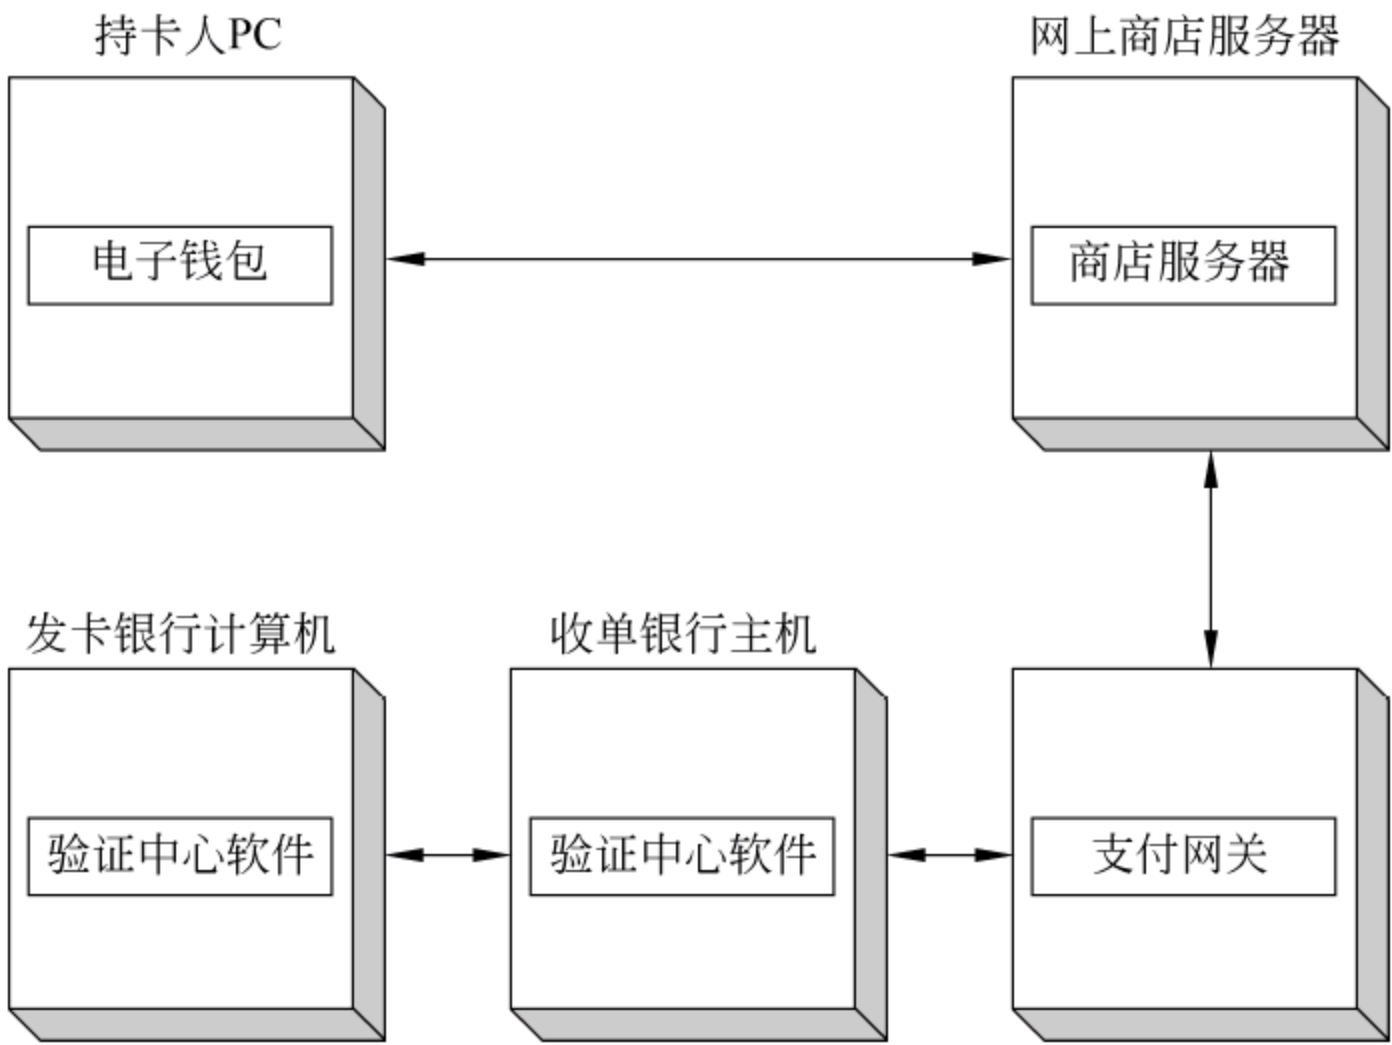 持卡人PC
网上商店服务器
电子钱包
商店服务器
发卡银行计算机
收单银行主机
验证中心软件
验证中心软件
支付网关